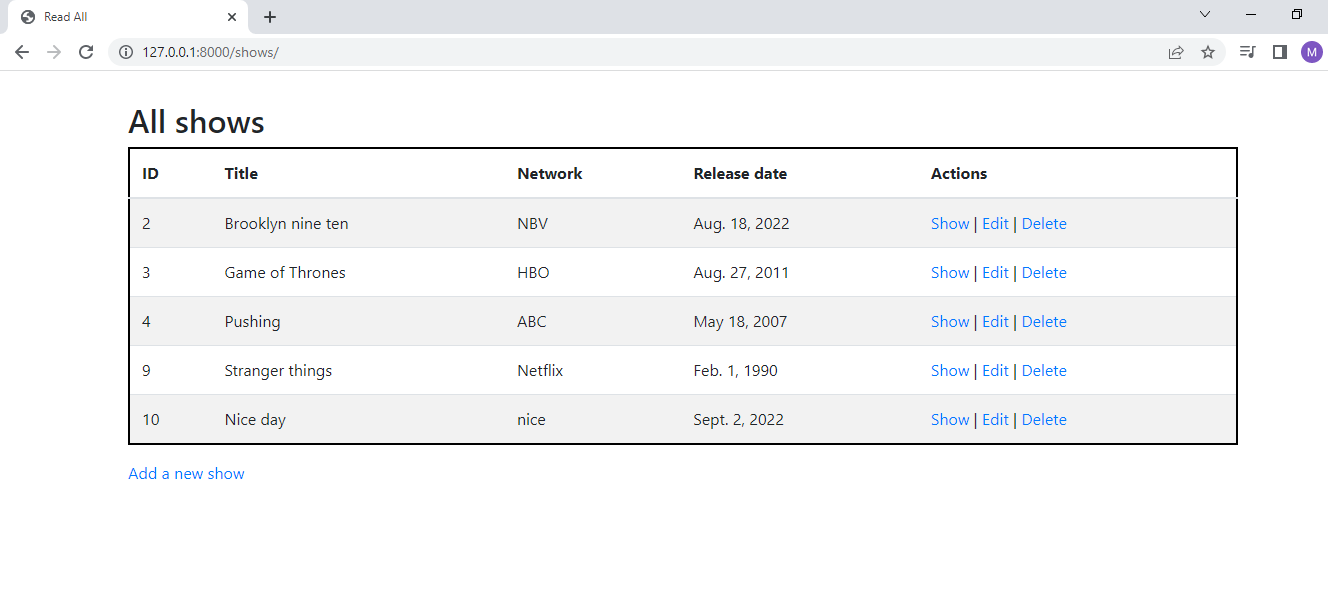 Read All
127.0.0.1:8000/shows/
M
All shows
ID Title Network Release date Actions
2 Brooklyn nine ten NBV Aug. 18, 2022 Show | Edit | Delete
3 Game of Thrones HBO Aug. 27, 2011 Show | Edit | Delete
4 Pushing ABC May 18, 2007 Show | Edit | Delete
9 Stranger things Netflix Feb. 1, 1990 Show | Edit | Delete
10 Nice day nice Sept. 2, 2022 Show | Edit | Delete
Add a new show